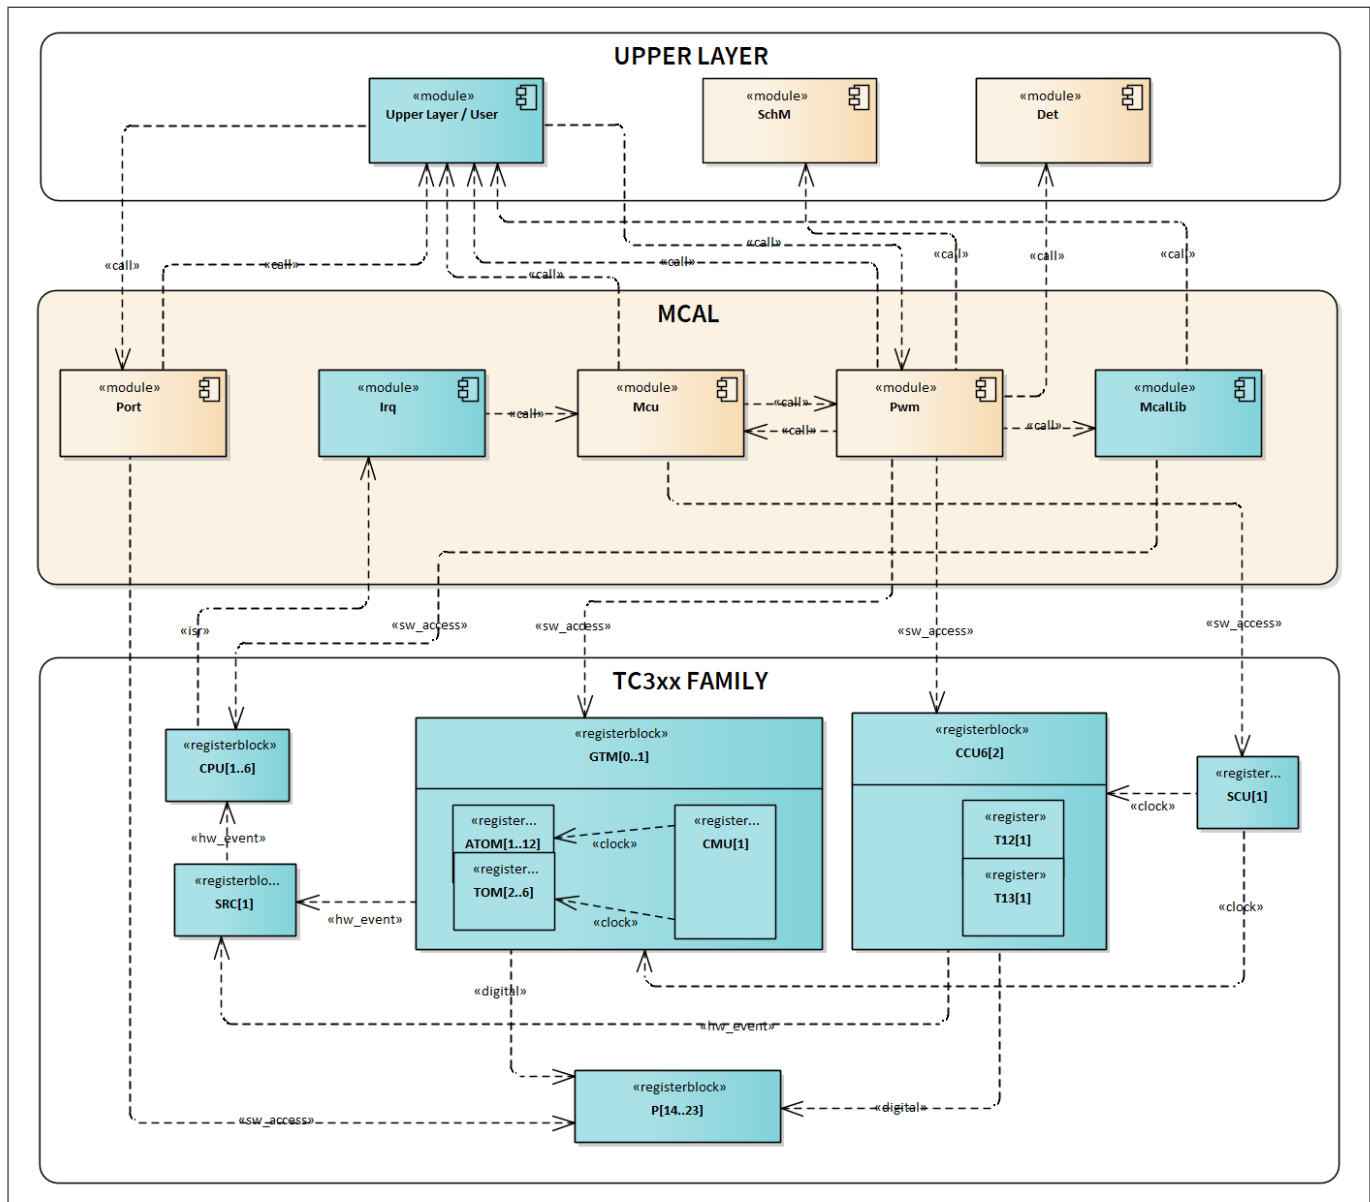 UPPER LAYER
«module»
Upper Layer / User
«module»
SchM
«module»
Det
«call»
«call»
«call»
«call»
«call»
«call»
«call»
«call»
MCAL
«module»
Port
«module»
Irq
«module»
Mcu
«module»
Pwm
«module»
McalLib
«call»
«call»
«call»
«call»
«isr»
«sw_access»
«sw_access»
«sw_access»
«sw_access»
TC3xx FAMILY
«registerblock»
CPU[1..6]
«registerblock»
GTM[0..1]
«registerblock»
CCU6[2]
«register...
SCU[1]
«register...
ATOM[1..12]
«register...
TOM[2..6]
«register...
CMU[1]
«clock»
«clock»
«register»
T12[1]
«register»
T13[1]
«clock»
«hw_event»
«registerblo...
SRC[1]
«hw_event»
«clock»
«digital»
«hw_event»
«registerblock»
P[14..23]
«digital»
«sw_access»